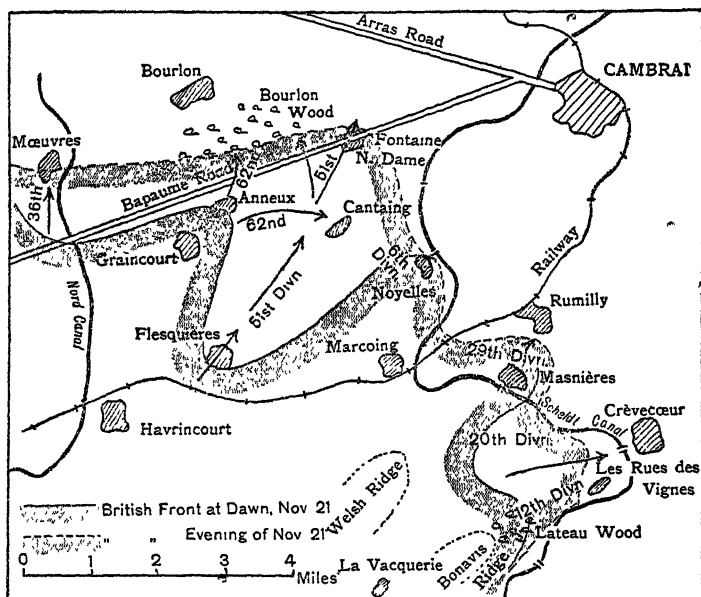 Arras Road
CAMBRAI
Bourlon
Bourlon
Wood
Mœuvres
Fontaine
N. Dame
Bapaume Road
62nd
51st
36th
Anneux
62nd
Cantaing
Graincourt
6th
Divn
Noyelles
Railway
Nord Canal
51st Divn
Rumilly
Flesquières
Marcoing
29th Divn
Masnières
Scheldt Canal
Crèvecœur
Havrincourt
20th Divn
Les Rues des
Vignes
12th Divn
Welsh Ridge
British Front at Dawn, Nov 21
" " Evening of Nov 21
Lateau Wood
Bonavis
Ridge
La Vacquerie
0 1 2 3 4
Miles